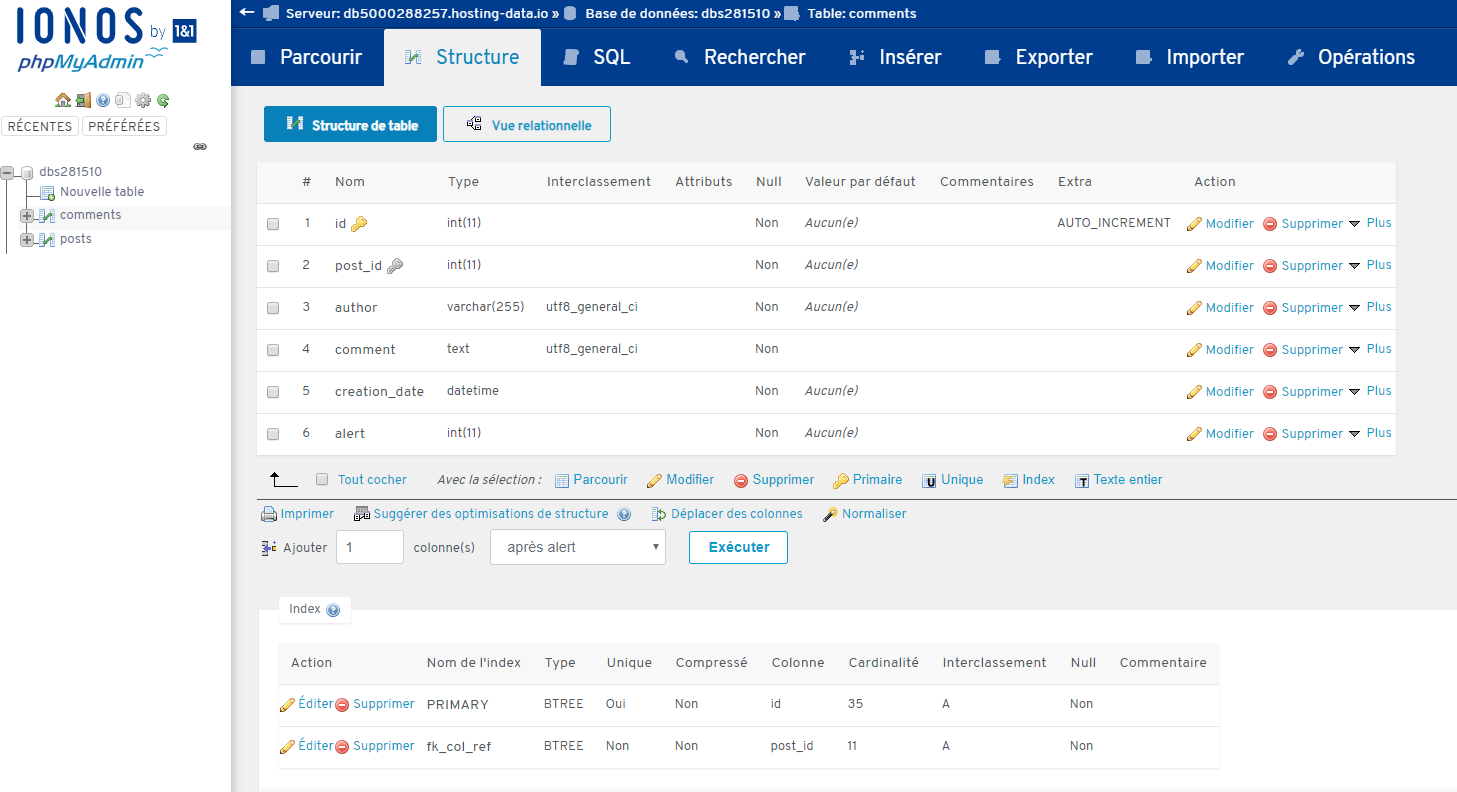 IONOS by 1&1
phpMyAdmin
RÉCENTES PRÉFÉRÉES
dbs281510
Nouvelle table
comments
posts
Serveur: db5000288257.hosting-data.io » Base de données: dbs281510 » Table: comments
Parcourir Structure SQL Rechercher Insérer Exporter Importer Opérations
Structure de table Vue relationnelle
# Nom Type Interclassement Attributs Null Valeur par défaut Commentaires Extra Action
1 id int(11) Non Aucun(e) AUTO_INCREMENT Modifier Supprimer Plus
2 post_id int(11) Non Aucun(e) Modifier Supprimer Plus
3 author varchar(255) utf8_general_ci Non Aucun(e) Modifier Supprimer Plus
4 comment text utf8_general_ci Non Modifier Supprimer Plus
5 creation_date datetime Non Aucun(e) Modifier Supprimer Plus
6 alert int(11) Non Aucun(e) Modifier Supprimer Plus
Tout cocher Avec la sélection : Parcourir Modifier Supprimer Primaire U Unique Index T Texte entier
Imprimer Suggérer des optimisations de structure Déplacer des colonnes Normaliser
Ajouter 1 colonne(s) après alert Exécuter
Index
Action Nom de l'index Type Unique Compressé Colonne Cardinalité Interclassement Null Commentaire
Éditer Supprimer PRIMARY BTREE Oui Non id 35 A Non
Éditer Supprimer fk_col_ref BTREE Non Non post_id 11 A Non